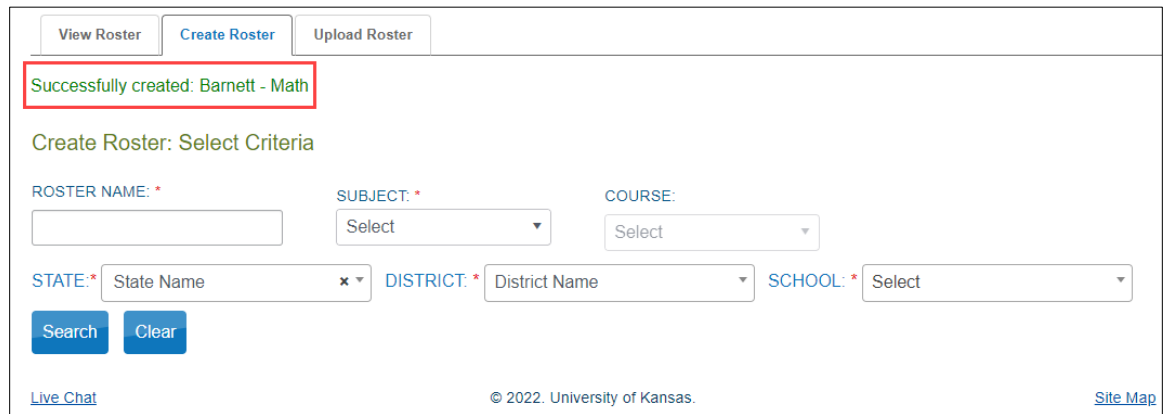 View Roster Create Roster Upload Roster
Successfully created: Barnett - Math
Create Roster: Select Criteria
ROSTER NAME: * SUBJECT: * COURSE:
Select Select
STATE:* State Name × DISTRICT: * District Name SCHOOL: * Select
Search Clear
Live Chat © 2022. University of Kansas. Site Map